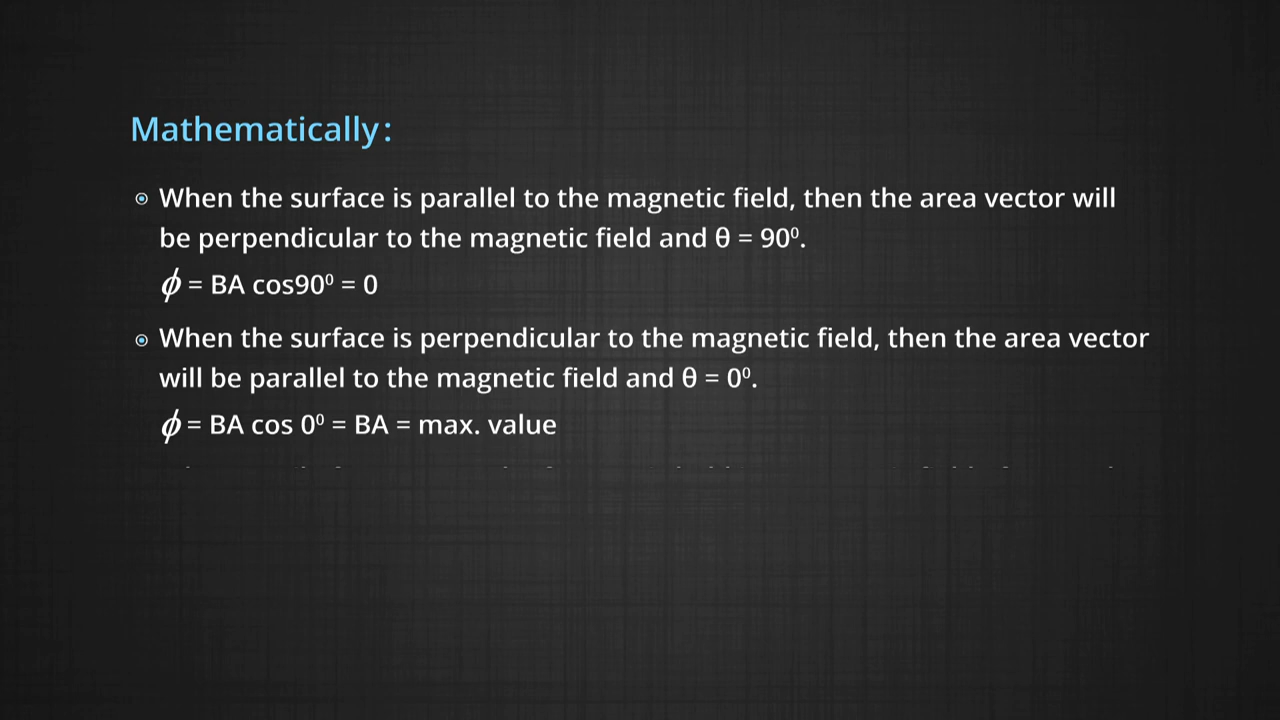 Mathematically:
When the surface is parallel to the magnetic field, then the area vector will
be perpendicular to the magnetic field and θ = 90⁰.
ϕ = BA cos90⁰ = 0
When the surface is perpendicular to the magnetic field, then the area vector
will be parallel to the magnetic field and θ = 0⁰.
ϕ = BA cos 0⁰ = BA = max. value